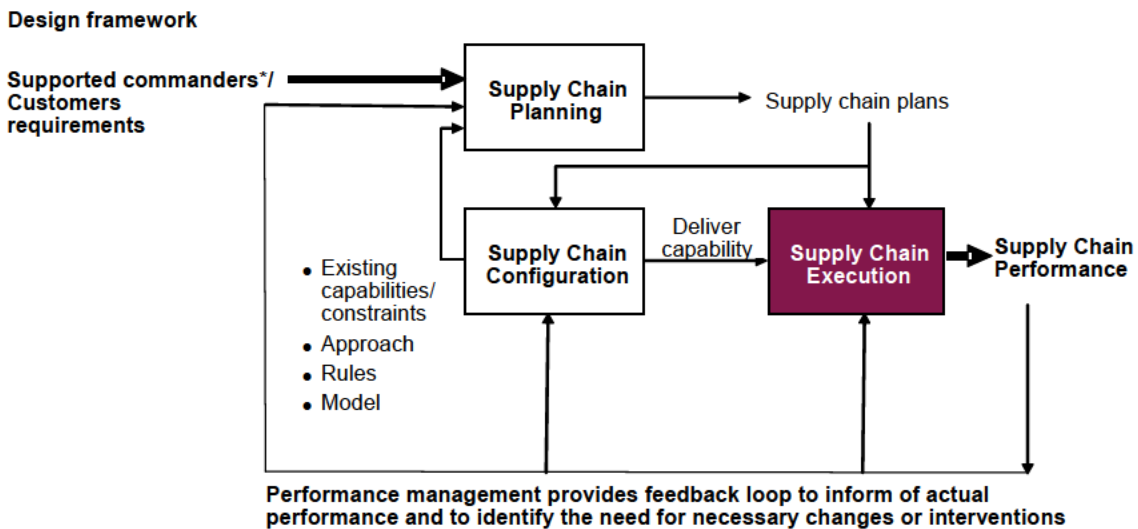 Design framework
Supported commanders*/
Customers
requirements
Supply Chain
Planning
Supply chain plans
Supply Chain
Configuration
Deliver
capability
Supply Chain
Execution
Supply Chain
Performance
• Existing
capabilities/
constraints
• Approach
• Rules
• Model
Performance management provides feedback loop to inform of actual
performance and to identify the need for necessary changes or interventions